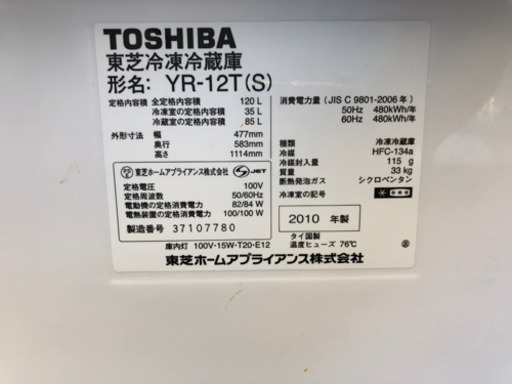 TOSHIBA
東芝冷凍冷蔵庫
形名: YR-12T(S)
定格内容積 全定格内容積 120 L
冷凍室の定格内容積 35 L
冷蔵室の定格内容積 85 L
外形寸法 幅 477mm
奥行 583mm
高さ 1114mm
東芝ホームアプライアンス株式会社 JET
定格電圧 100V
定格周波数 50/60Hz
電動機の定格消費電力 82/84 W
電熱装置の定格消費電力 100/100 W
製造番号 37107780
消費電力量 (JIS C 9801-2006 年)
50Hz 480kWh/年
60Hz 480kWh/年
種類 冷凍冷蔵庫
冷媒 HFC-134a
冷媒封入量 115 g
質量 33 kg
断熱発泡ガス シクロペンタン
冷凍室の記号
2010 年製
タイ国製
庫内灯 100V·15W·T20·E12
温度ヒューズ 76℃
東芝ホームアプライアンス株式会社